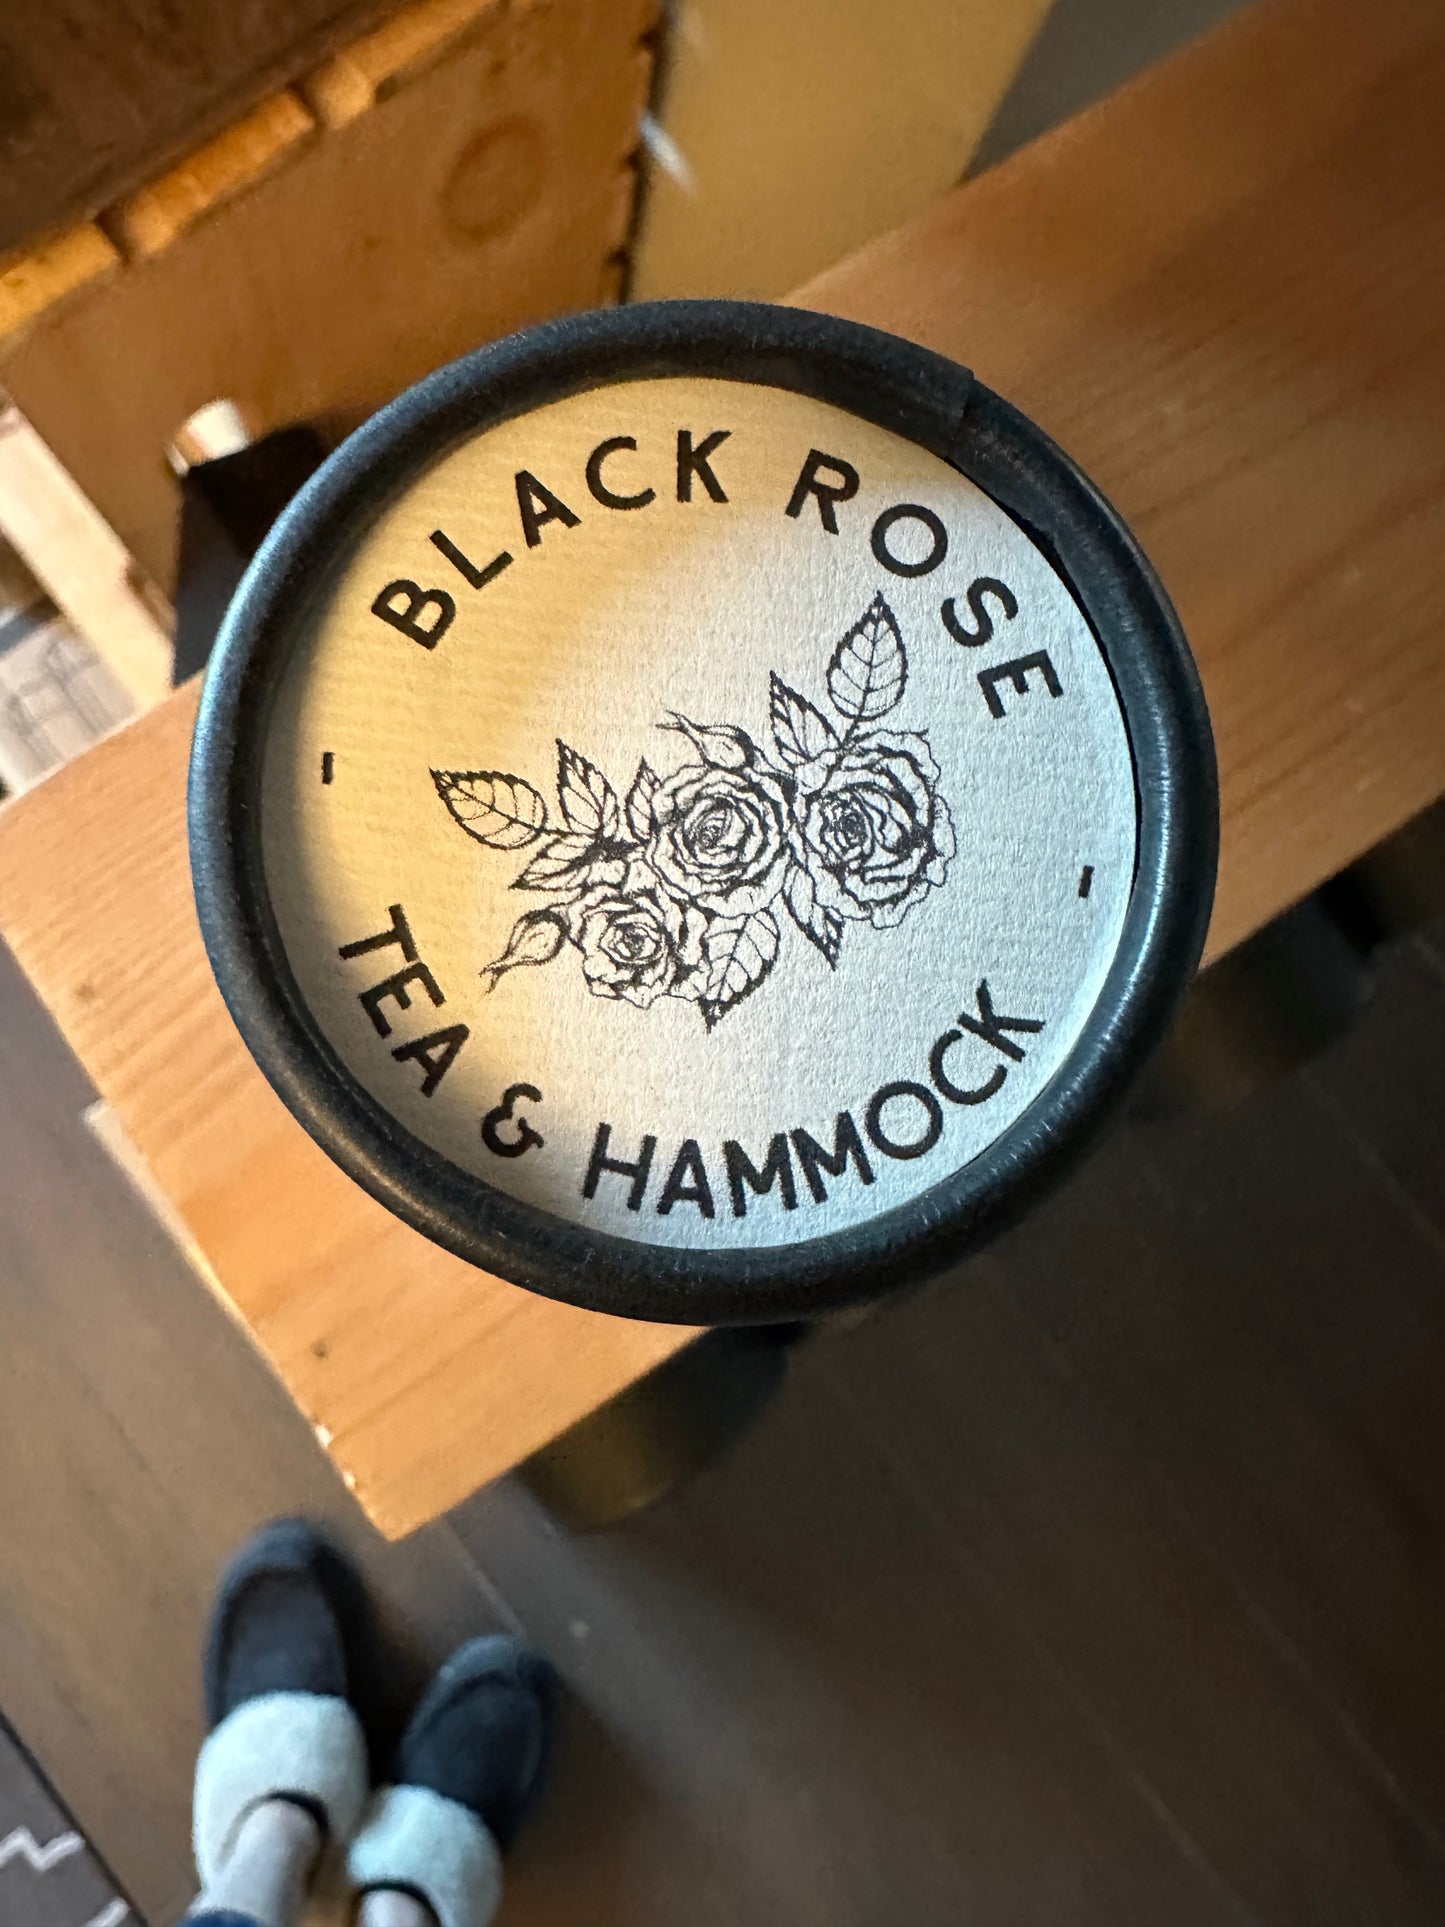 BLACK ROSE
- -
TEA & HAMMOCK